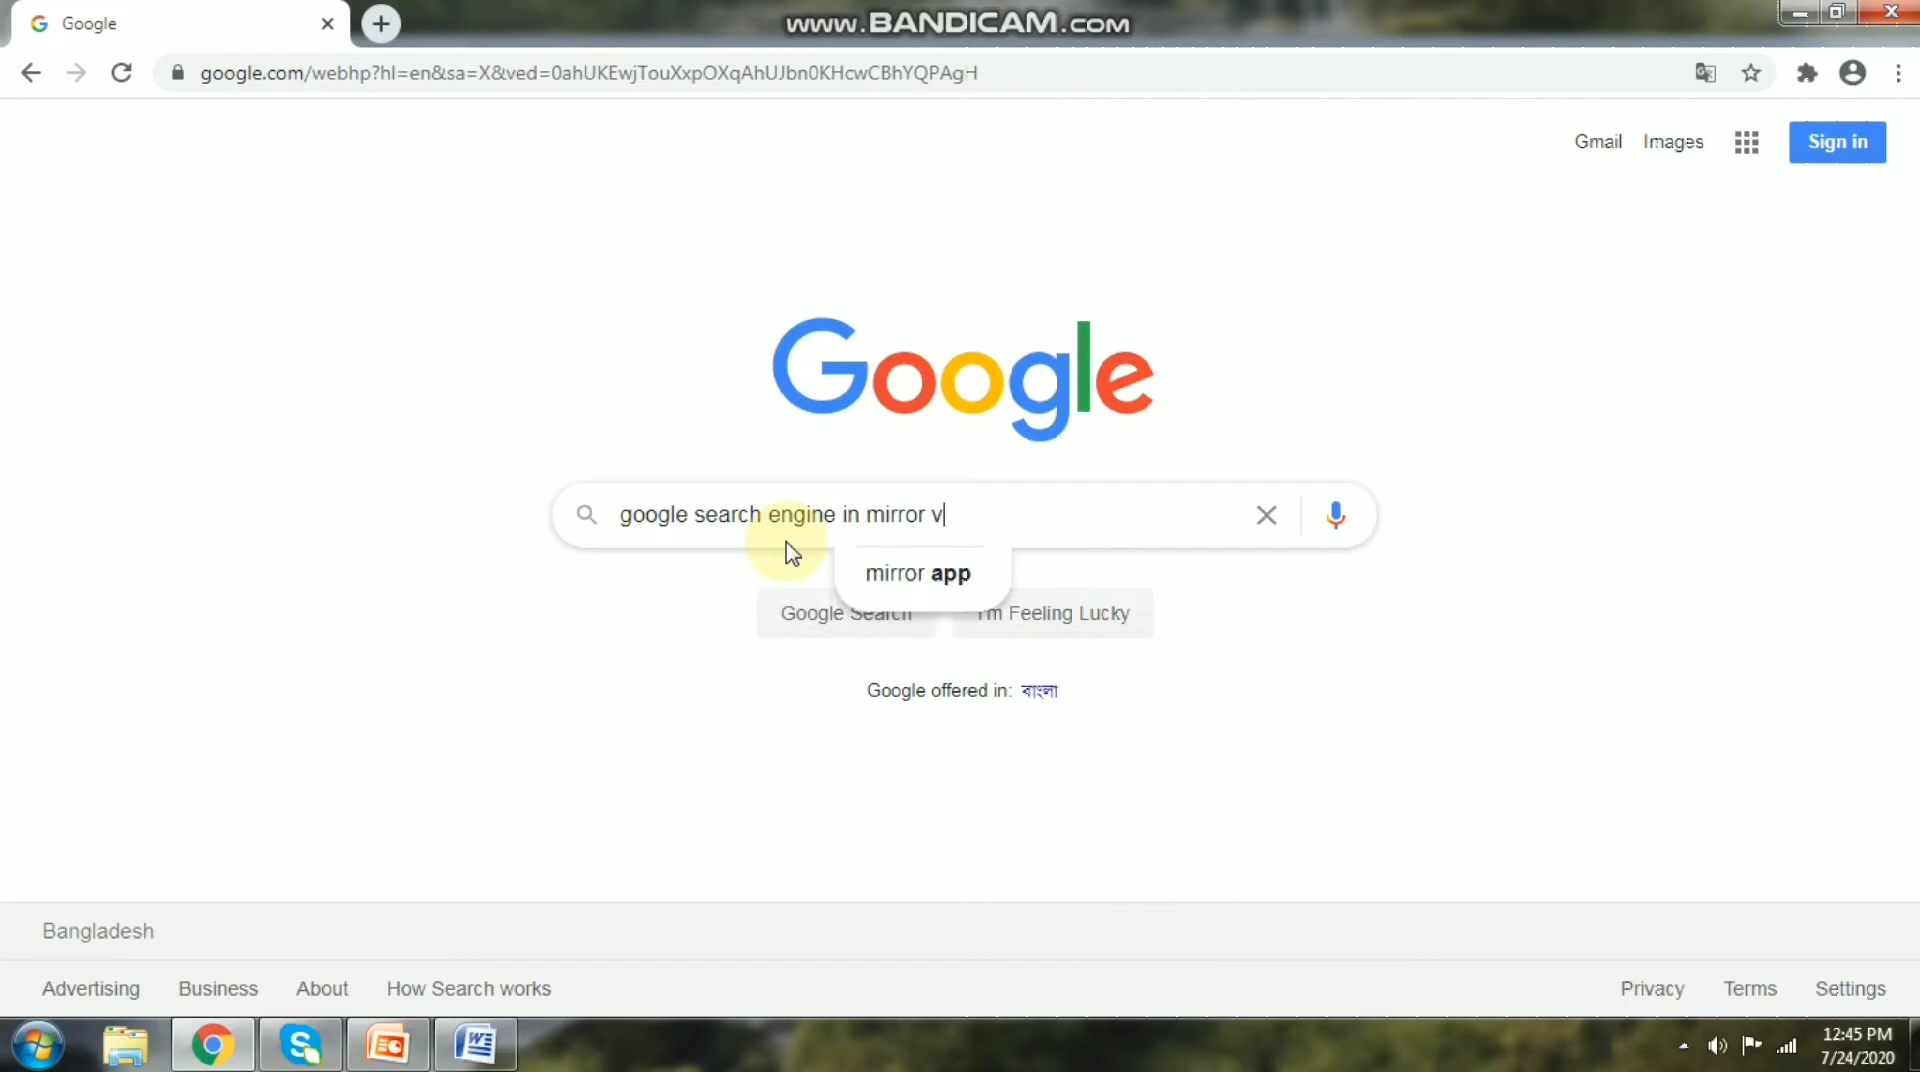 Google
www.BANDICAM.com
google.com/webhp?hl=en&sa=X&ved=0ahUKEwjTouXxpOXqAhUJbn0KHcwCBhYQPAgH
Gmail Images Sign in
Google
google search engine in mirror v
mirror app
Google Search I'm Feeling Lucky
Google offered in: বাংলা
Bangladesh
Advertising Business About How Search works Privacy Terms Settings
12:45 PM
7/24/2020